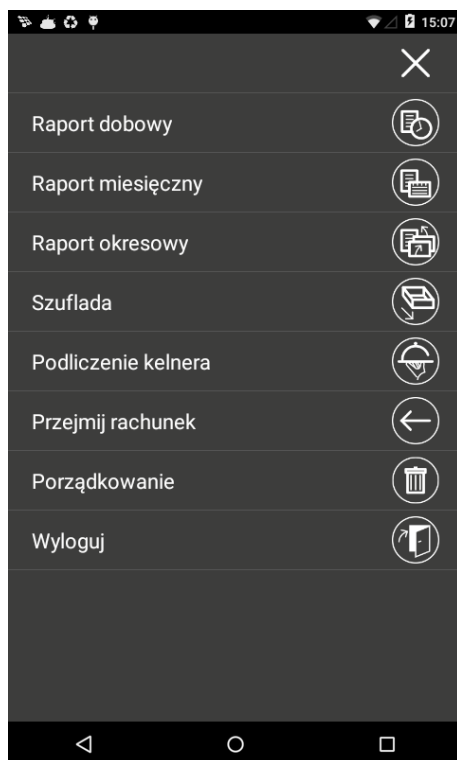 15:07
Raport dobowy
Raport miesięczny
Raport okresowy
Szuflada
Podliczenie kelnera
Przejmij rachunek
Porządkowanie
Wyloguj